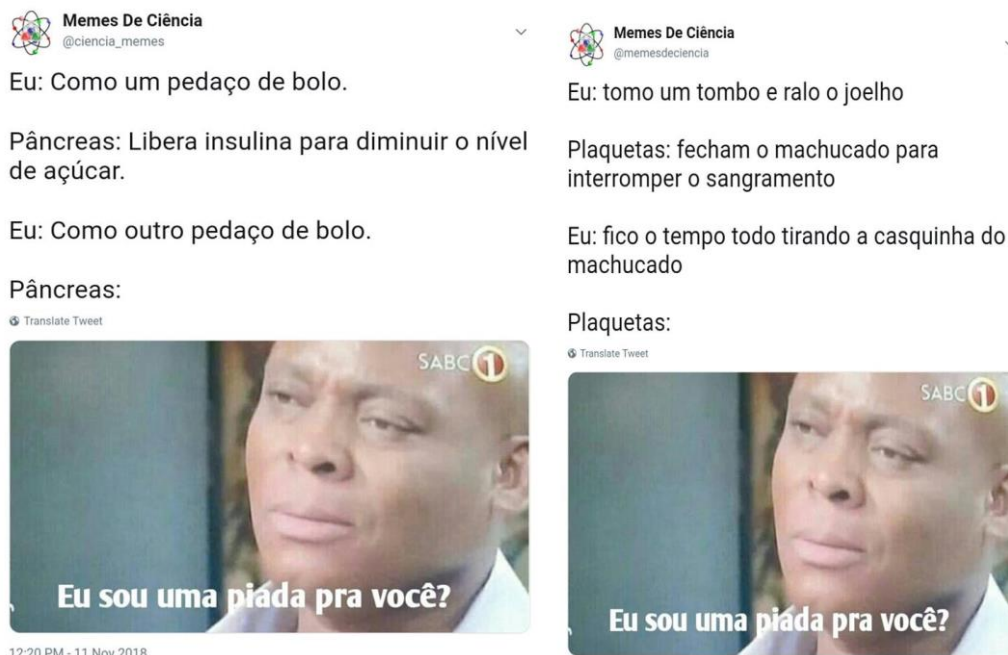 Memes De Ciência
@ciencia_memes
Eu: Como um pedaço de bolo.
Pâncreas: Libera insulina para diminuir o nível
de açúcar.
Eu: Como outro pedaço de bolo.
Pâncreas:
Translate Tweet
SABC 1
Eu sou uma piada pra você?
12:20 PM - 11 Nov 2018
Memes De Ciência
@memesdeciencia
Eu: tomo um tombo e ralo o joelho
Plaquetas: fecham o machucado para
interromper o sangramento
Eu: fico o tempo todo tirando a casquinha do
machucado
Plaquetas:
Translate Tweet
SABC 1
Eu sou uma piada pra você?